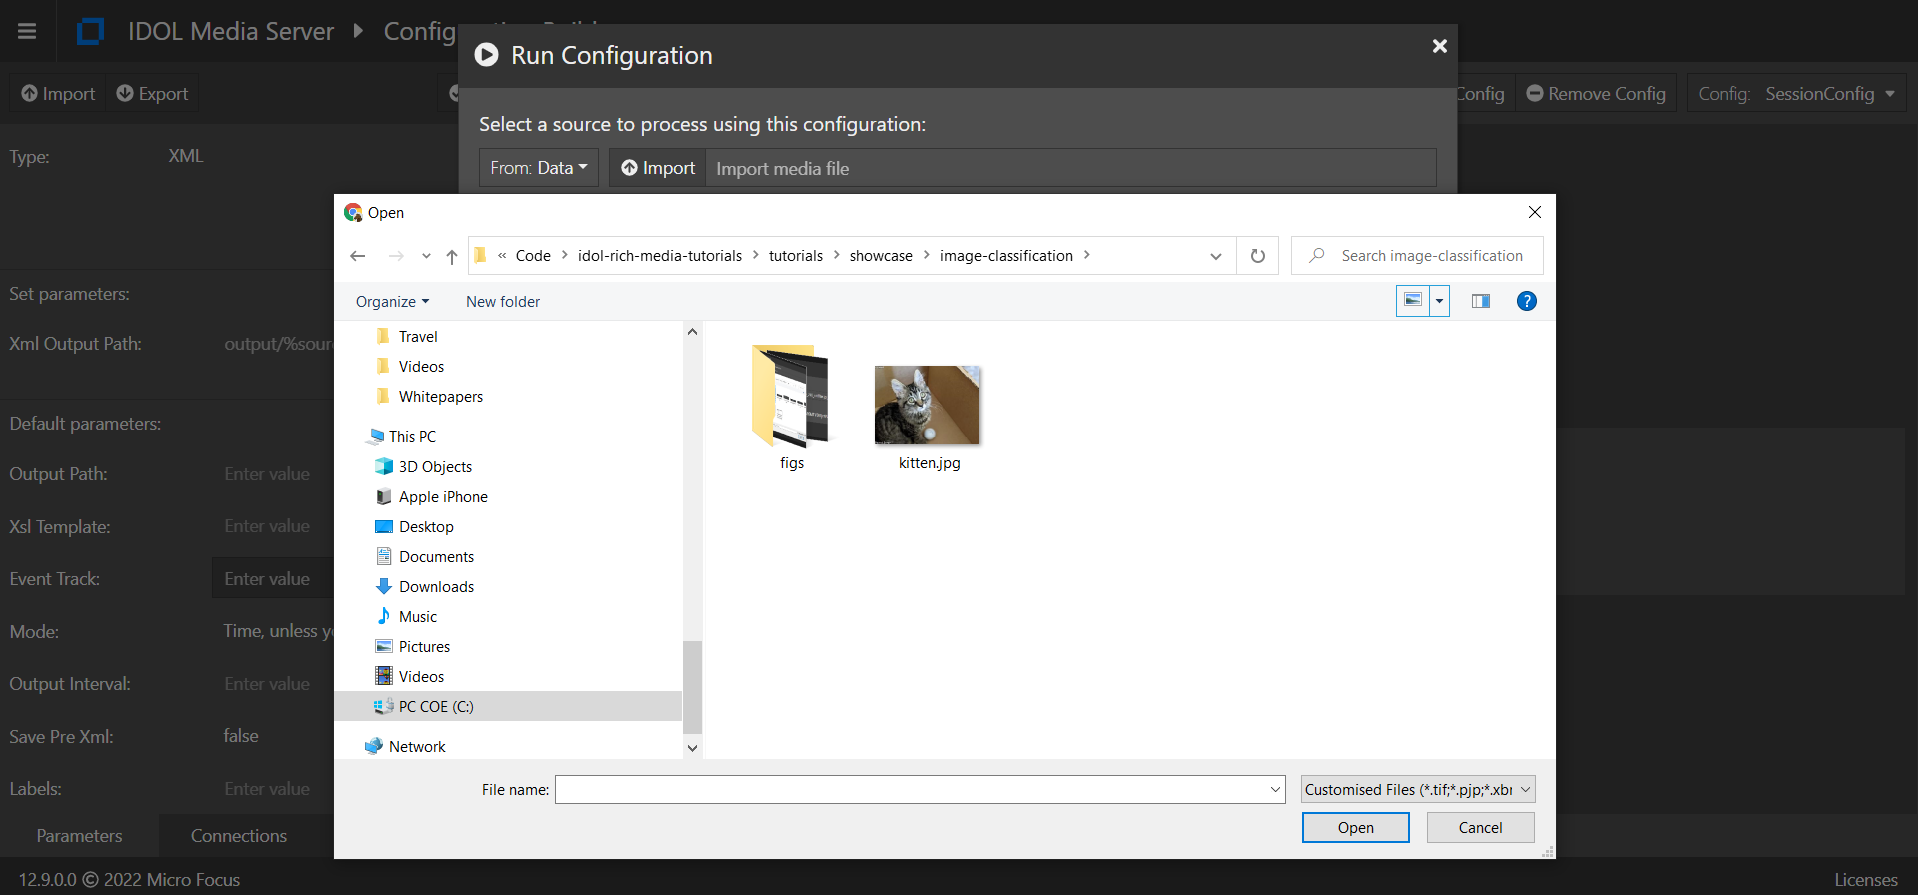 IDOL Media Server
Config
Run Configuration
Import
Export
Config
Remove Config
Config: SessionConfig
Select a source to process using this configuration:
From: Data
Import
Import media file
Type:
XML
Set parameters:
Xml Output Path:
output/%sour
Default parameters:
Output Path:
Enter value
Xsl Template:
Enter value
Event Track:
Enter value
Mode:
Time, unless y
Output Interval:
Enter value
Save Pre Xml:
false
Labels:
Enter value
Parameters
Connections
Open
« Code > idol-rich-media-tutorials > tutorials > showcase > image-classification >
Search image-classification
Organize
New folder
Travel
Videos
Whitepapers
This PC
3D Objects
Apple iPhone
Desktop
Documents
Downloads
Music
Pictures
Videos
PC COE (C:)
Network
figs
kitten.jpg
File name:
Customised Files (*.tif;*.pjp;*.xbr
Open
Cancel
12.9.0.0 © 2022 Micro Focus
Licenses